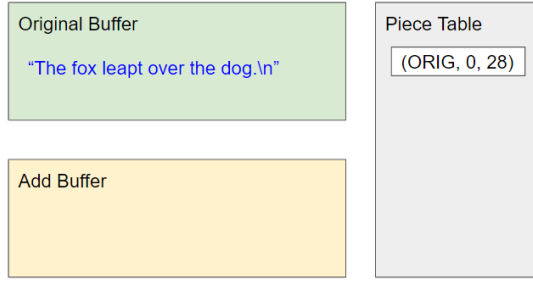 Original Buffer
“The fox leapt over the dog.\n”
Add Buffer
Piece Table
(ORIG, 0, 28)